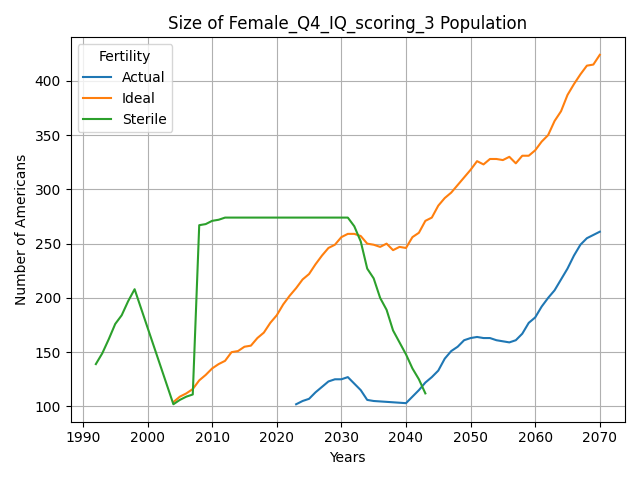 Size of Female_Q4_IQ_scoring_3 Population
Fertility
Actual
Ideal
Sterile
Number of Americans
400
350
300
250
200
150
100
1990 2000 2010 2020 2030 2040 2050 2060 2070
Years